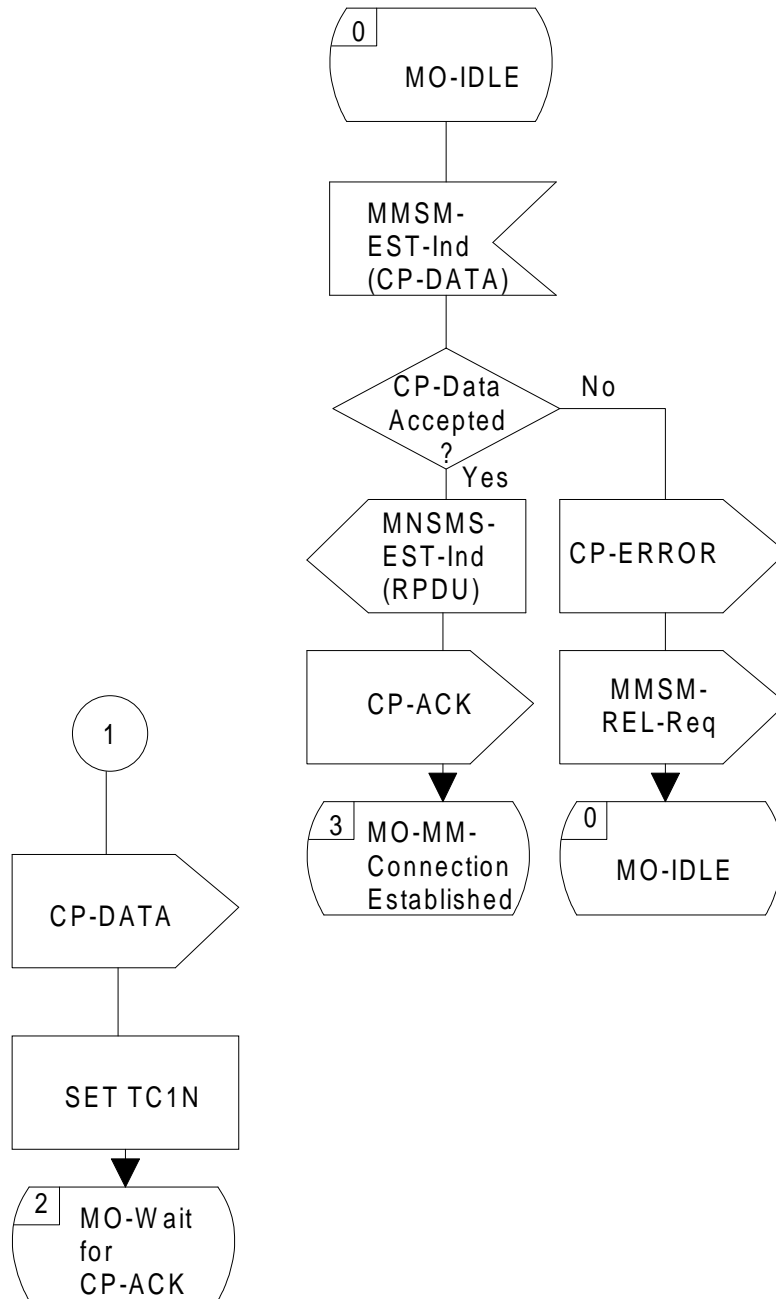 0
MO-IDLE
MMSM-
EST-Ind
(CP-DATA)
CP-Data
Accepted
?
No
Yes
MNSMS-
EST-Ind
(RPDU)
CP-ERROR
CP-ACK
MMSM-
REL-Req
3
MO-MM-
Connection
Established
0
MO-IDLE
1
CP-DATA
SET TC1N
2
MO-Wait
for
CP-ACK